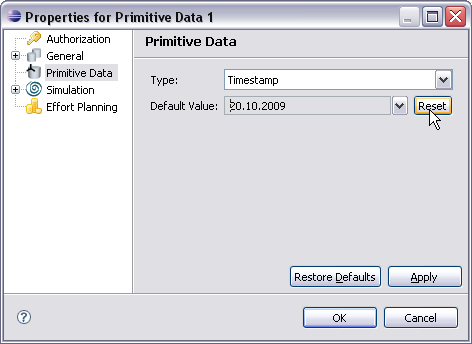 Properties for Primitive Data 1
Authorization
General
Primitive Data
Simulation
Effort Planning
Primitive Data
Type: Timestamp
Default Value: 20.10.2009 Reset
Restore Defaults Apply
? OK Cancel